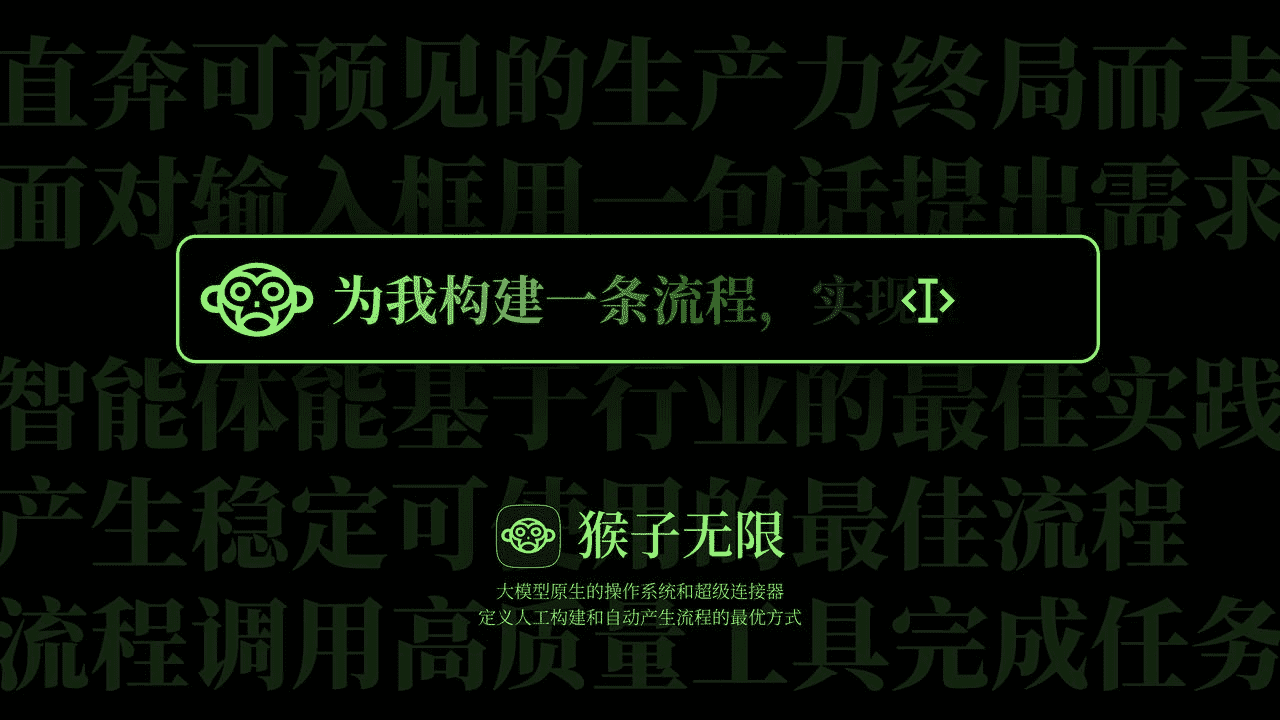 直奔可预见的生产力终局而去
面对输入框用一句话提出需求
为我构建一条流程，实现
智能体能基于行业的最佳实践
产生稳定可使用的最佳流程
猴子无限
大模型原生的操作系统和超级连接器
定义人工构建和自动产生流程的最优方式
流程调用高质量工具完成任务